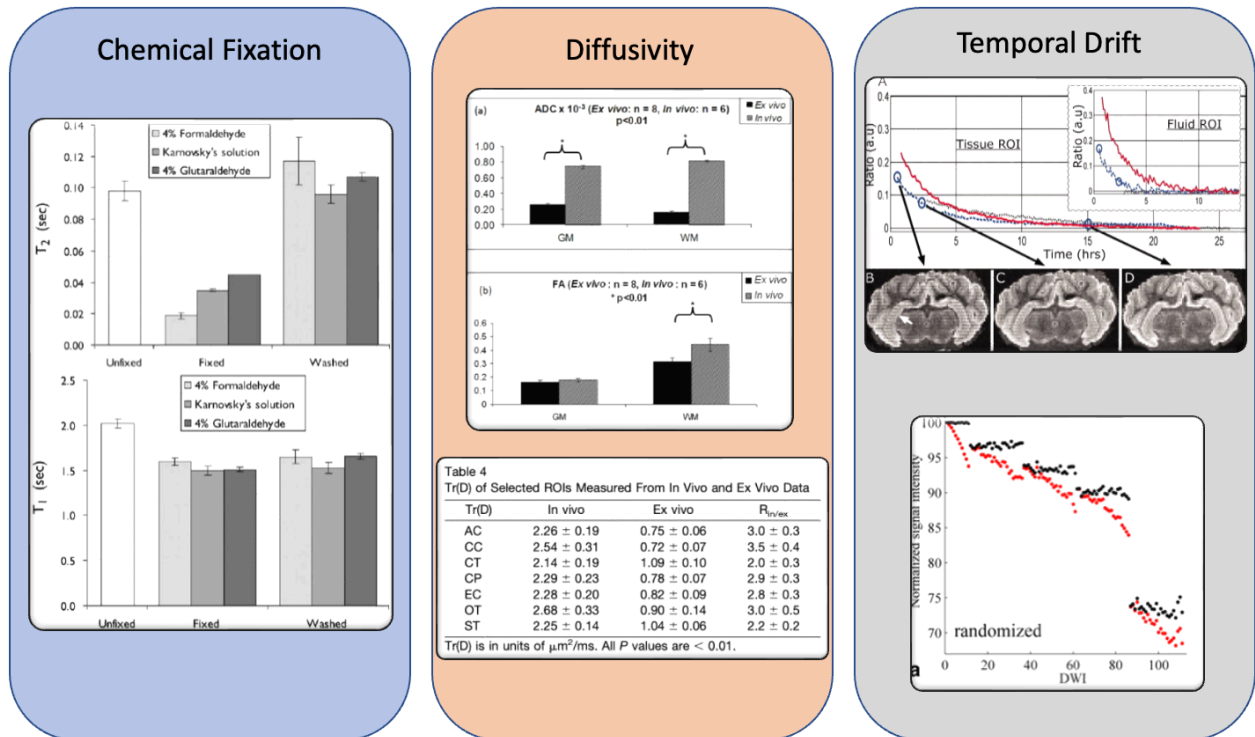 Chemical Fixation
0.14
0.12
0.10
0.08
0.06
0.04
0.02
0.00
T2 (sec)
4% Formaldehyde
Karnovsky's solution
4% Glutaraldehyde
Unfixed
Fixed
Washed
2.5
2.0
1.5
1.0
0.5
0.0
T1 (sec)
4% Formaldehyde
Karnovsky's solution
4% Glutaraldehyde
Unfixed
Fixed
Washed
Diffusivity
(a)
ADC x 10-3 (Ex vivo: n = 8, In vivo: n = 6)
p<0.01
Ex vivo
In vivo
1.00
0.80
0.60
0.40
0.20
0.00
*
*
GM
WM
(b)
FA (Ex vivo : n = 8, In vivo : n = 6)
* p<0.01
Ex vivo
In vivo
0.6
0.5
0.4
0.3
0.2
0.1
0
*
GM
WM
Table 4
Tr(D) of Selected ROIs Measured From In Vivo and Ex Vivo Data
Tr(D) In vivo Ex vivo Rin/ex
AC 2.26 ± 0.19 0.75 ± 0.06 3.0 ± 0.3
CC 2.54 ± 0.31 0.72 ± 0.07 3.5 ± 0.4
CT 2.14 ± 0.19 1.09 ± 0.10 2.0 ± 0.3
CP 2.29 ± 0.23 0.78 ± 0.07 2.9 ± 0.3
EC 2.28 ± 0.20 0.82 ± 0.09 2.8 ± 0.3
OT 2.68 ± 0.33 0.90 ± 0.14 3.0 ± 0.5
ST 2.25 ± 0.14 1.04 ± 0.06 2.2 ± 0.2
Tr(D) is in units of μm2/ms. All P values are < 0.01.
Temporal Drift
A
0.4
0.3
0.2
0.1
0
Ratio (a.u)
Tissue ROI
0.4
0.3
0.2
0.1
0
Ratio (a.u)
Fluid ROI
0
5
10
5
10
15
20
25
Time (hrs)
B
C
D
100
95
90
85
80
75
70
Normalized signal intensity
randomized
0
20
40
60
80
100
DWI
a